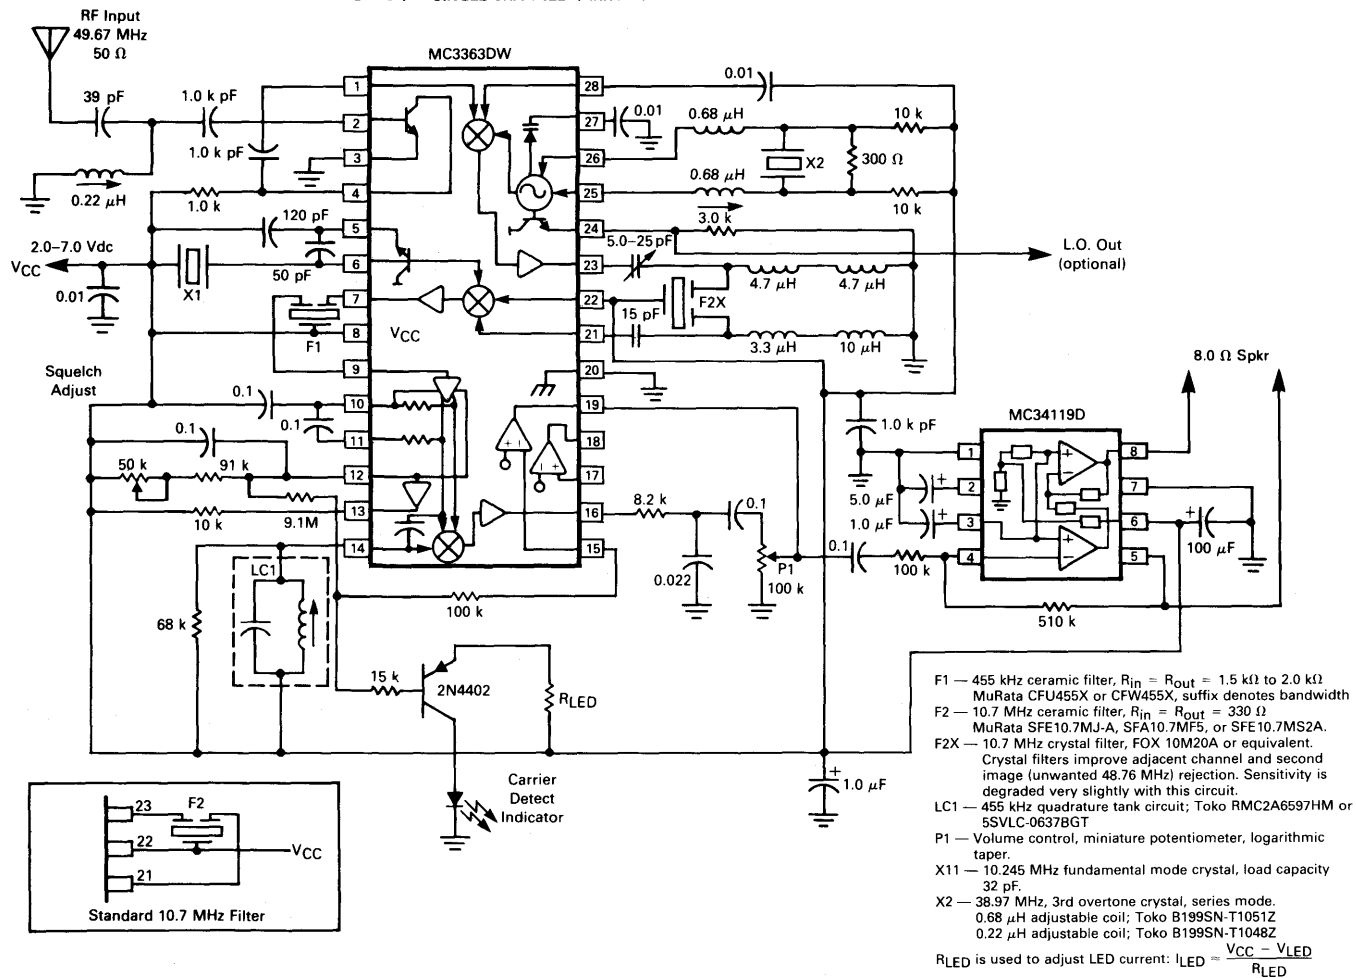 RF Input
49.67 MHz
50 Ω
MC3363DW
39 pF
1.0 k pF
1.0 k pF
0.22 μH
1.0 k
120 pF
50 pF
2.0–7.0 Vdc
VCC
0.01
X1
F1
VCC
Squelch
Adjust
0.1
0.1
0.1
50 k
91 k
10 k
9.1M
LC1
68 k
1
2
3
4
5
6
7
8
9
10
11
12
13
14
28
27
26
25
24
23
22
21
20
19
18
17
16
15
0.01
0.01
0.68 μH
10 k
X2
300 Ω
0.68 μH
10 k
3.0 k
5.0–25 pF
L.O. Out
(optional)
4.7 μH
4.7 μH
F2X
15 pF
3.3 μH
10 μH
8.0 Ω Spkr
MC34119D
1.0 k pF
1
2
3
4
8
7
6
5
5.0 μF
1.0 μF
100 μF
8.2 k
0.1
0.022
P1
100 k
0.1
100 k
510 k
100 k
15 k
2N4402
RLED
Carrier
Detect
Indicator
1.0 μF
23
F2
22
VCC
21
Standard 10.7 MHz Filter
F1 — 455 kHz ceramic filter, Rin = Rout = 1.5 kΩ to 2.0 kΩ
MuRata CFU455X or CFW455X, suffix denotes bandwidth
F2 — 10.7 MHz ceramic filter, Rin = Rout = 330 Ω
MuRata SFE10.7MJ-A, SFA10.7MF5, or SFE10.7MS2A.
F2X — 10.7 MHz crystal filter, FOX 10M20A or equivalent.
Crystal filters improve adjacent channel and second
image (unwanted 48.76 MHz) rejection. Sensitivity is
degraded very slightly with this circuit.
LC1 — 455 kHz quadrature tank circuit; Toko RMC2A6597HM or
5SVLC-0637BGT
P1 — Volume control, miniature potentiometer, logarithmic
taper.
X11 — 10.245 MHz fundamental mode crystal, load capacity
32 pF.
X2 — 38.97 MHz, 3rd overtone crystal, series mode.
0.68 μH adjustable coil; Toko B199SN-T1051Z
0.22 μH adjustable coil; Toko B199SN-T1048Z
RLED is used to adjust LED current: ILED = VCC − VLED
RLED